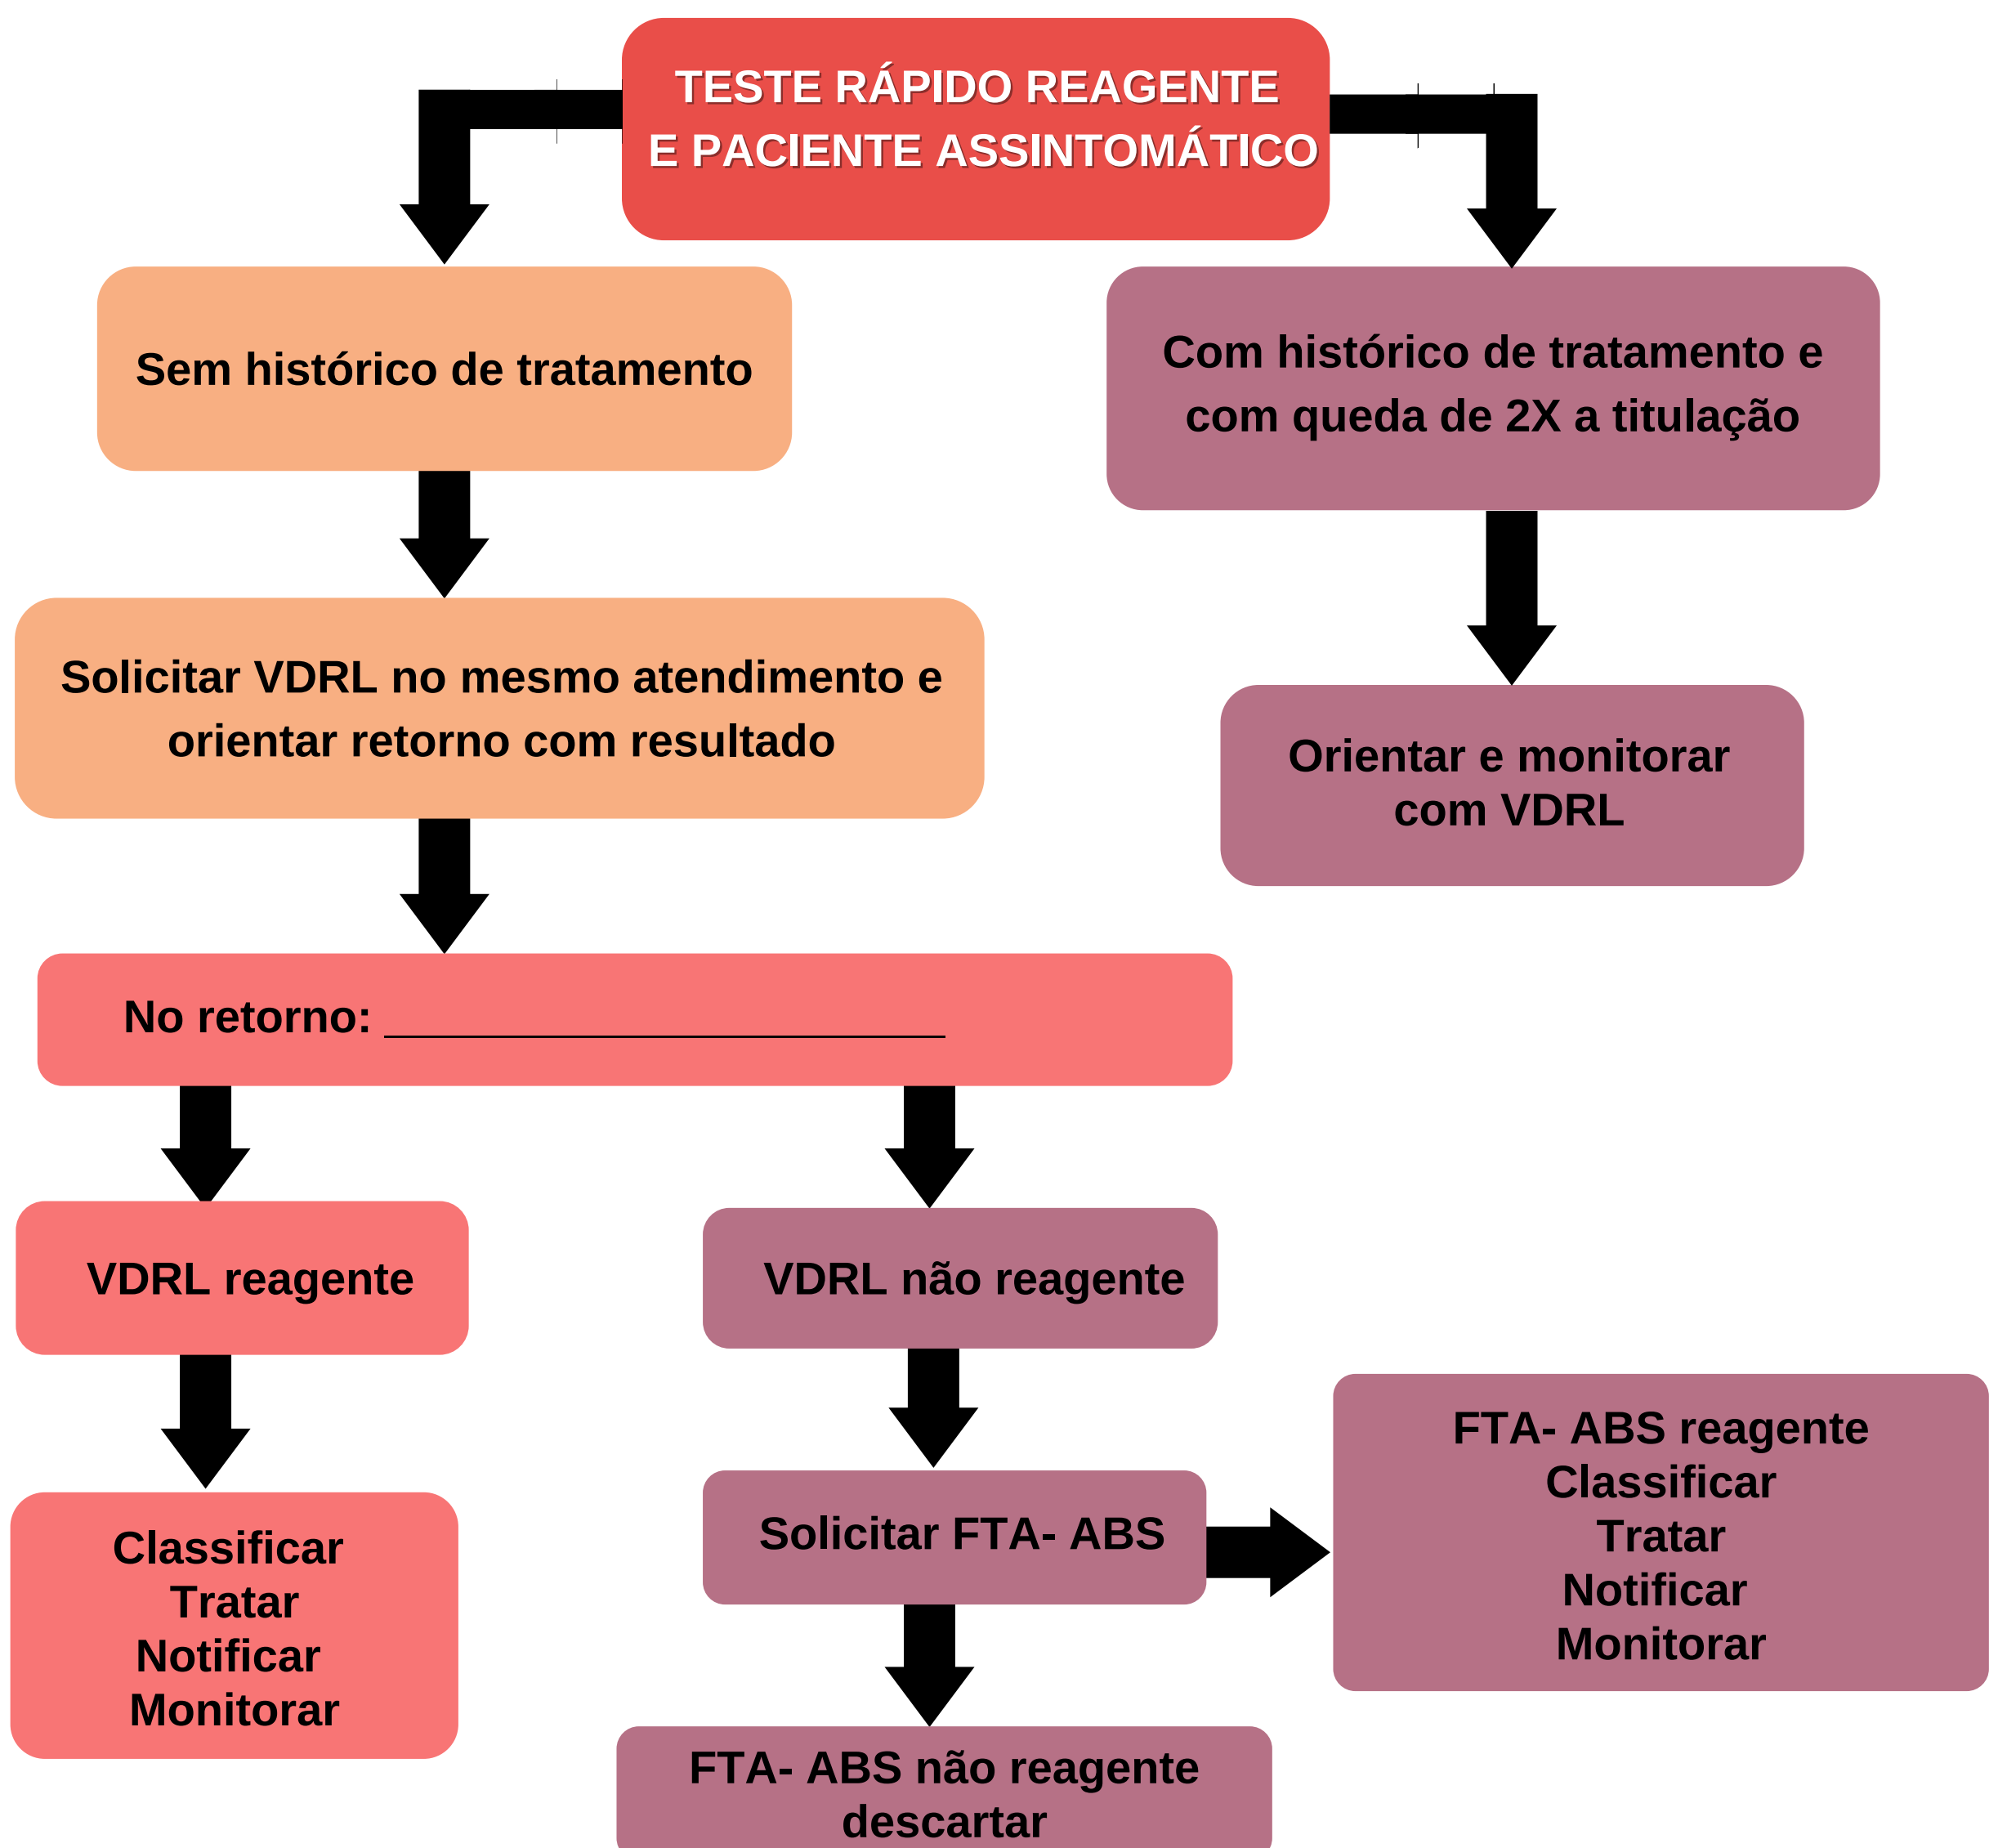 TESTE RÁPIDO REAGENTE
E PACIENTE ASSINTOMÁTICO
Sem histórico de tratamento
Com histórico de tratamento e
com queda de 2X a titulação
Solicitar VDRL no mesmo atendimento e
orientar retorno com resultado
Orientar e monitorar
com VDRL
No retorno: ______________________
VDRL reagente
VDRL não reagente
Classificar
Tratar
Notificar
Monitorar
Solicitar FTA- ABS
FTA- ABS reagente
Classificar
Tratar
Notificar
Monitorar
FTA- ABS não reagente
descartar